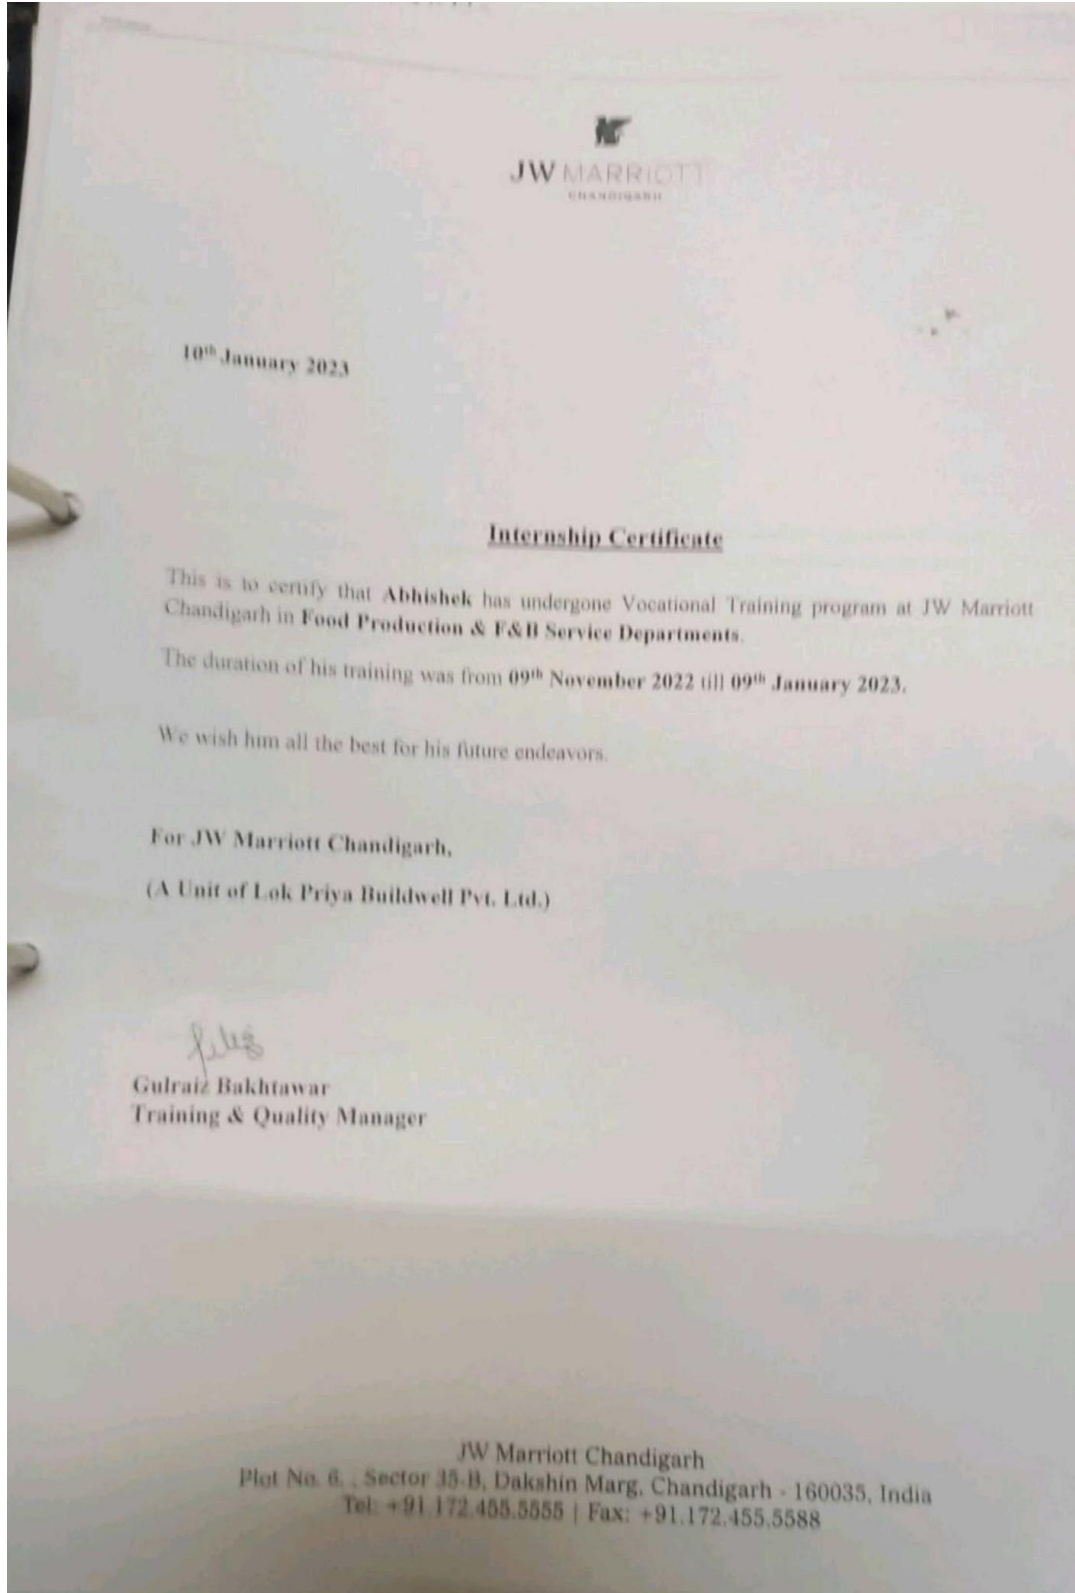 JW MARRIOTT
CHANDIGARH
10th January 2023
Internship Certificate
This is to certify that Abhishek has undergone Vocational Training program at JW Marriott
Chandigarh in Food Production & F&B Service Departments.
The duration of his training was from 09th November 2022 till 09th January 2023.
We wish him all the best for his future endeavors.
For JW Marriott Chandigarh,
(A Unit of Lok Priya Buildwell Pvt. Ltd.)
Gulraiz Bakhtawar
Training & Quality Manager
JW Marriott Chandigarh
Plot No. 6, , Sector 35-B, Dakshin Marg, Chandigarh - 160035, India
Tel: +91.172.455.5555 | Fax: +91.172.455.5588